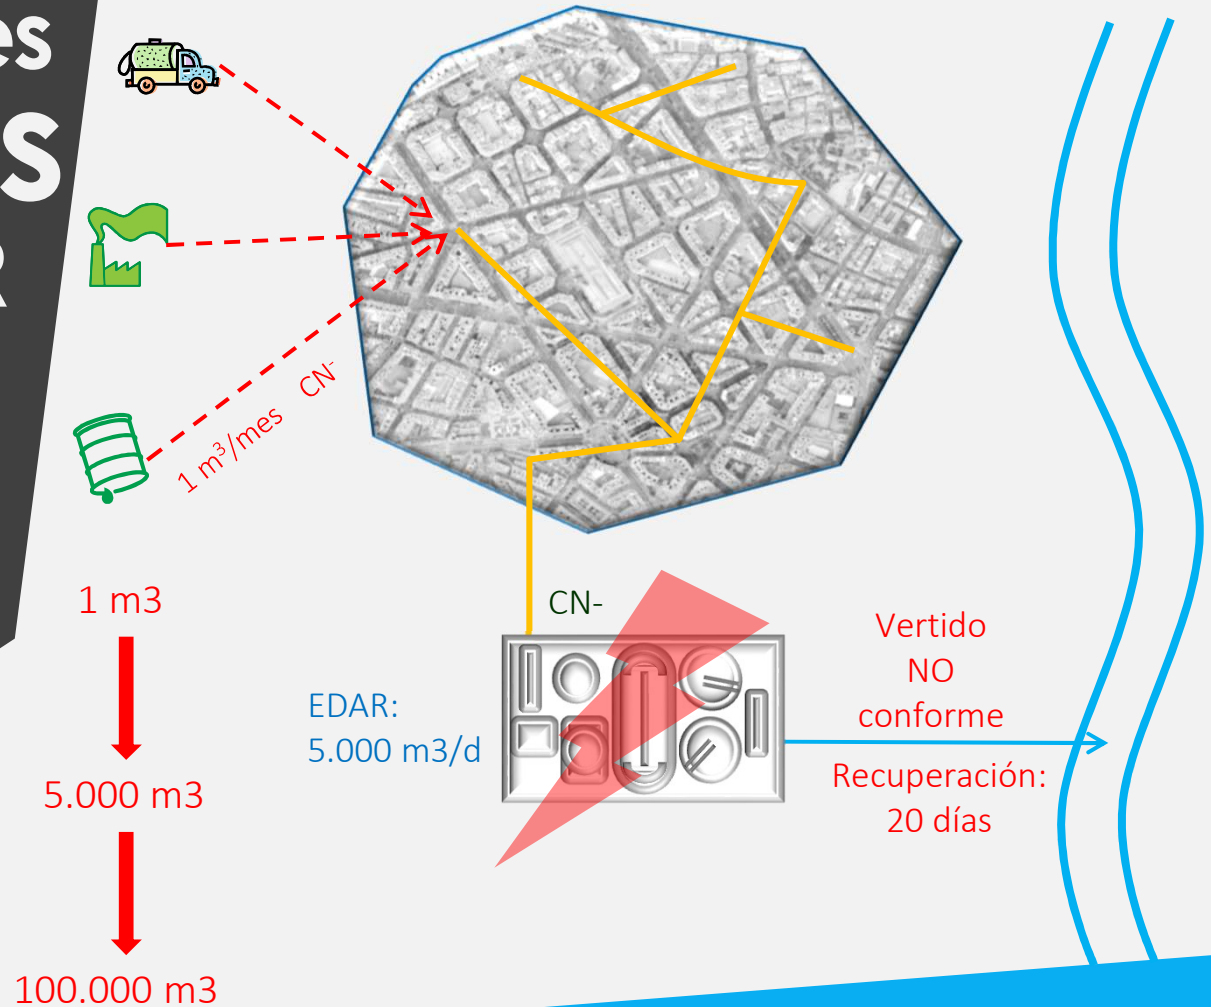 es
S
R
1 m³/mes CN⁻
1 m3
5.000 m3
100.000 m3
CN-
EDAR:
5.000 m3/d
Vertido
NO
conforme
Recuperación:
20 días